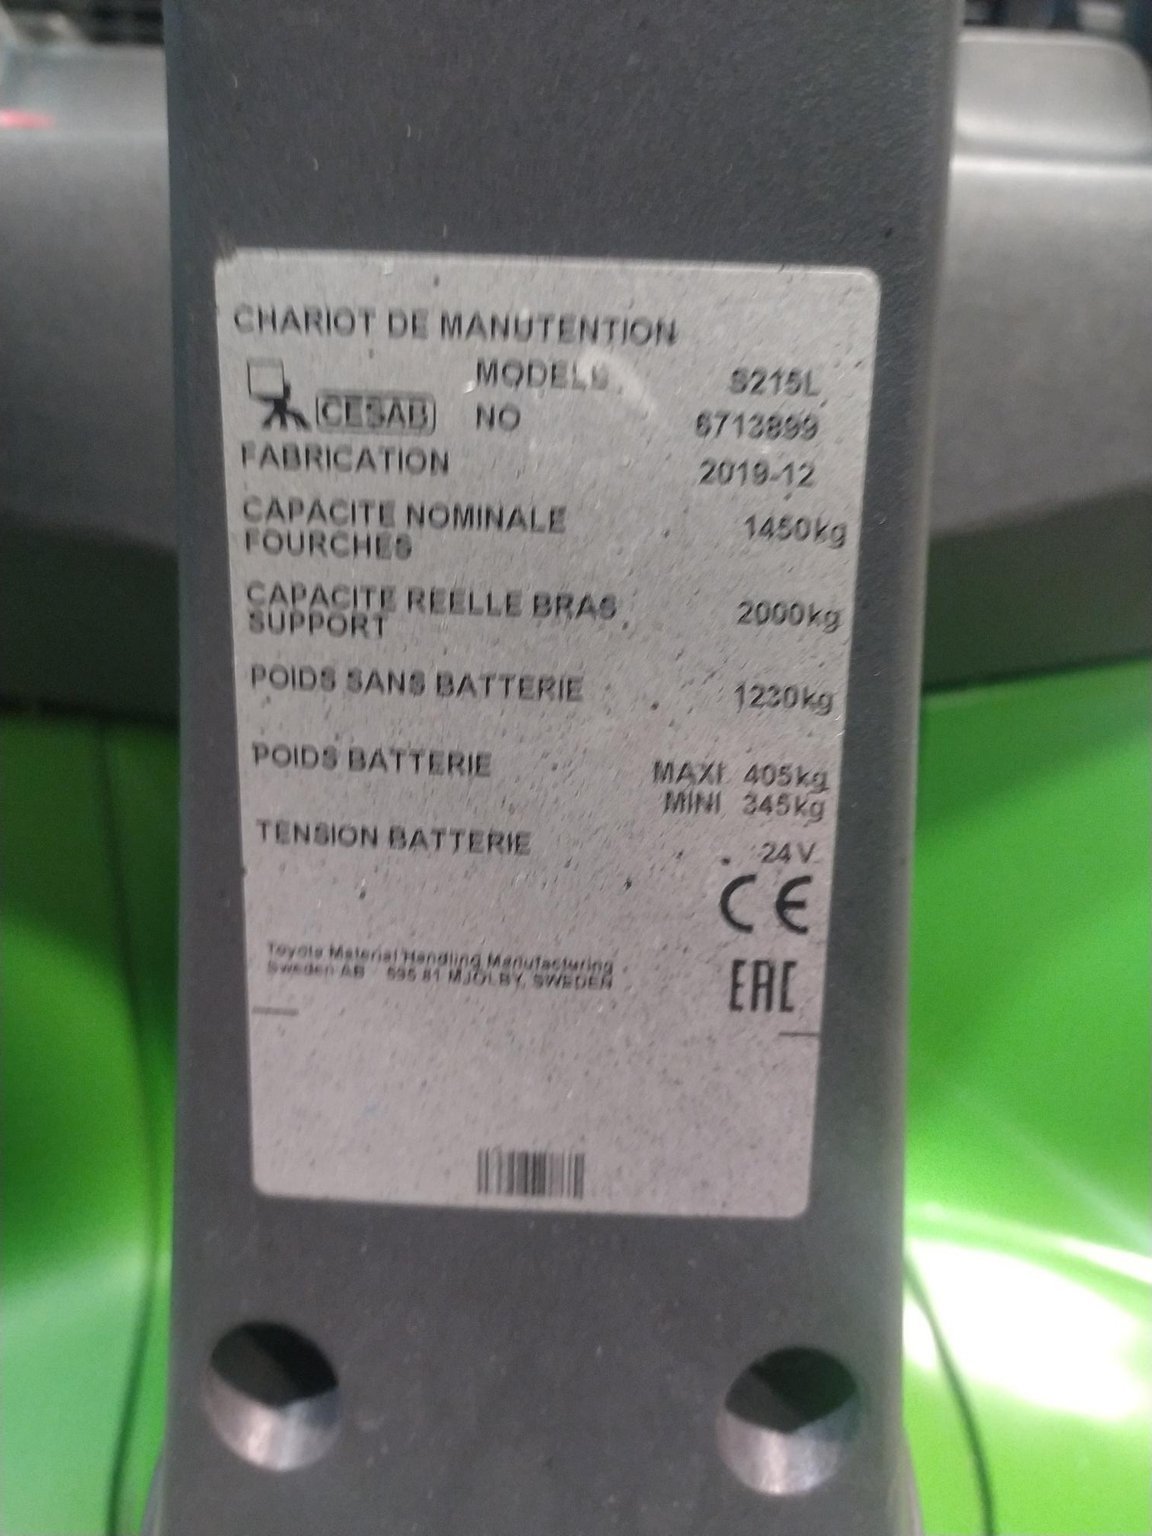 CHARIOT DE MANUTENTION
MODELE S215L
CESAB NO 6713899
FABRICATION 2019-12
CAPACITE NOMINALE
FOURCHES 1450kg
CAPACITE REELLE BRAS
SUPPORT 2000kg
POIDS SANS BATTERIE 1230kg
POIDS BATTERIE MAXI 405kg
MINI 345kg
TENSION BATTERIE 24V
CE
Toyota Material Handling Manufacturing
Sweden AB 595 81 MJÖLBY, SWEDEN
EAC